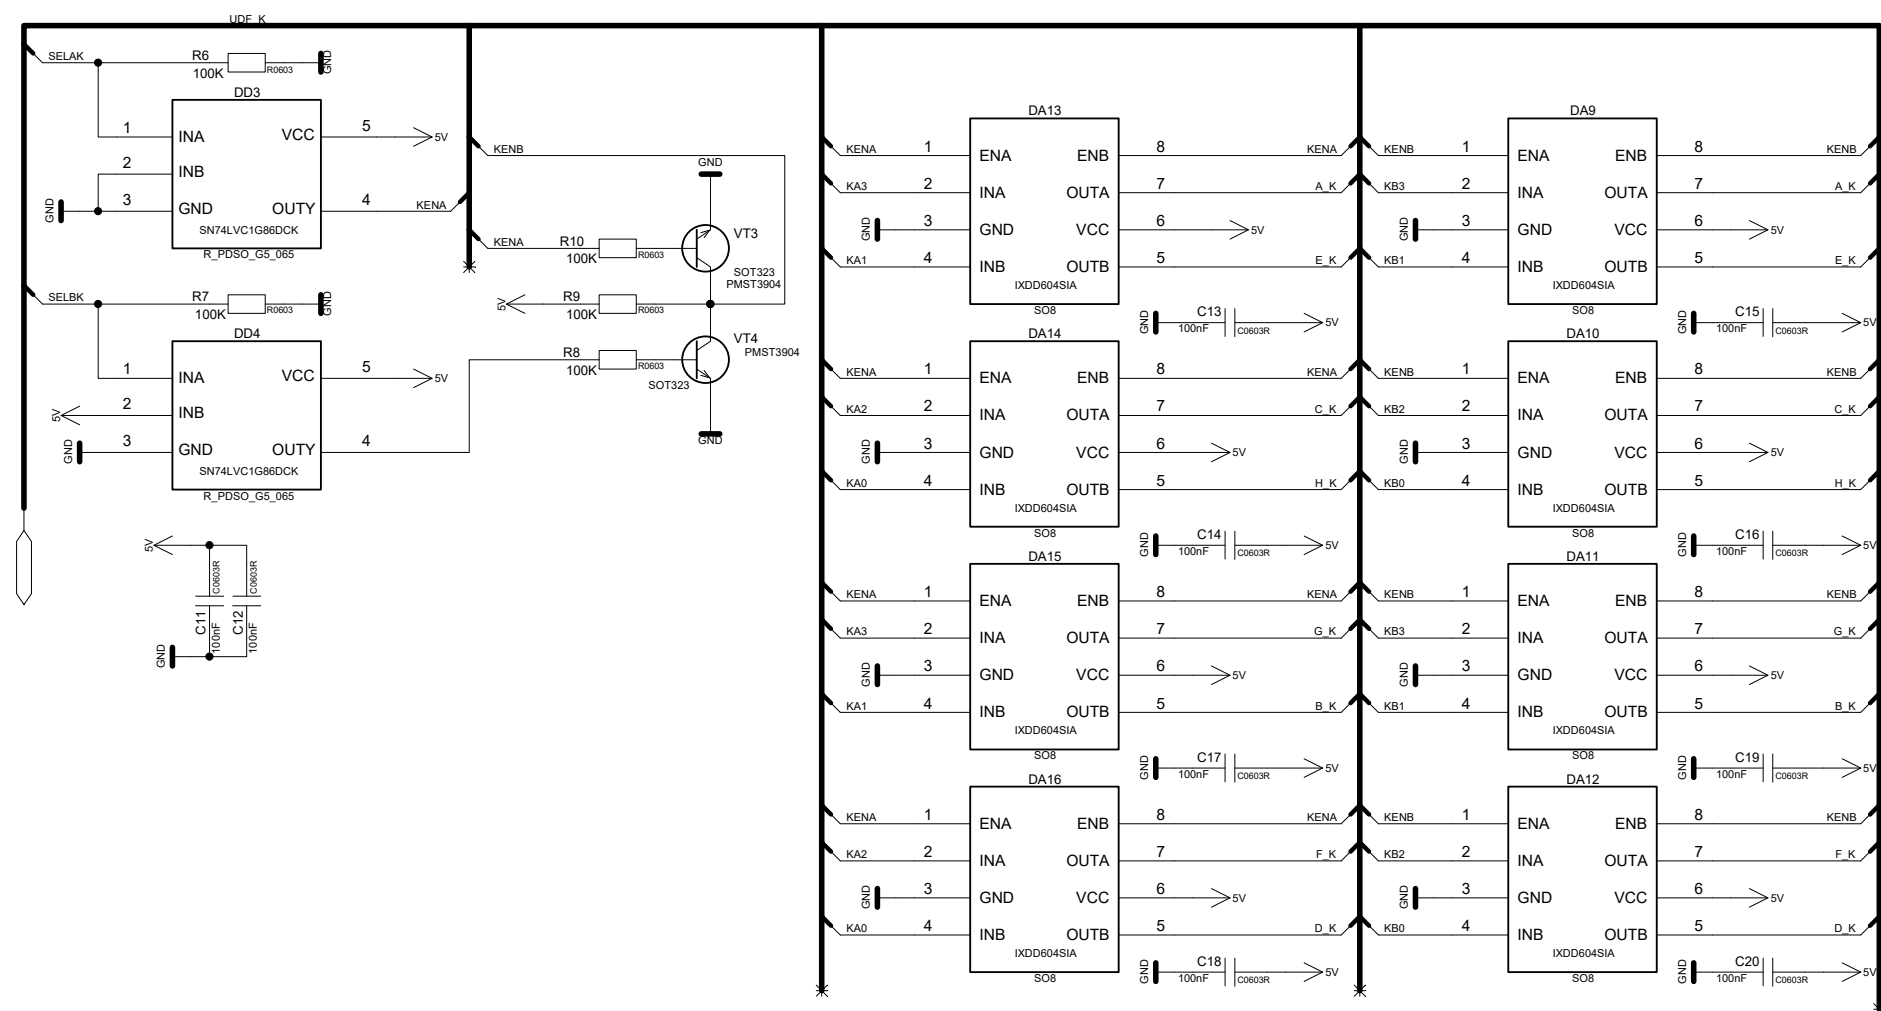 UDF_K
SELAK
R6
100K
R0603
GND
DD3
1 INA VCC 5 5V
2 INB
GND 3 GND OUTY 4 KENA
SN74LVC1G86DCK
R_PDSO_G5_065
SELBK
R7
100K
R0603
GND
DD4
1 INA VCC 5 5V
5V 2 INB
GND 3 GND OUTY 4
SN74LVC1G86DCK
R_PDSO_G5_065
5V
C0603R C0603R
C11 C12
100nF 100nF
GND
KENB
GND
KENA
R10
100K
R0603
VT3
SOT323
PMST3904
5V
R9
100K
R0603
VT4
PMST3904
R8
100K
R0603
SOT323
GND
DA13
KENA 1 ENA ENB 8 KENA
KA3 2 INA OUTA 7 A_K
GND 3 GND VCC 6 5V
KA1 4 INB OUTB 5 E_K
IXDD604SIA
SO8
GND C13 100nF C0603R 5V
DA14
KENA 1 ENA ENB 8 KENA
KA2 2 INA OUTA 7 C_K
GND 3 GND VCC 6 5V
KA0 4 INB OUTB 5 H_K
IXDD604SIA
SO8
GND C14 100nF C0603R 5V
DA15
KENA 1 ENA ENB 8 KENA
KA3 2 INA OUTA 7 G_K
GND 3 GND VCC 6 5V
KA1 4 INB OUTB 5 B_K
IXDD604SIA
SO8
GND C17 100nF C0603R 5V
DA16
KENA 1 ENA ENB 8 KENA
KA2 2 INA OUTA 7 F_K
GND 3 GND VCC 6 5V
KA0 4 INB OUTB 5 D_K
IXDD604SIA
SO8
GND C18 100nF C0603R 5V
DA9
KENB 1 ENA ENB 8 KENB
KB3 2 INA OUTA 7 A_K
GND 3 GND VCC 6 5V
KB1 4 INB OUTB 5 E_K
IXDD604SIA
SO8
GND C15 100nF C0603R 5V
DA10
KENB 1 ENA ENB 8 KENB
KB2 2 INA OUTA 7 C_K
GND 3 GND VCC 6 5V
KB0 4 INB OUTB 5 H_K
IXDD604SIA
SO8
GND C16 100nF C0603R 5V
DA11
KENB 1 ENA ENB 8 KENB
KB3 2 INA OUTA 7 G_K
GND 3 GND VCC 6 5V
KB1 4 INB OUTB 5 B_K
IXDD604SIA
SO8
GND C19 100nF C0603R 5V
DA12
KENB 1 ENA ENB 8 KENB
KB2 2 INA OUTA 7 F_K
GND 3 GND VCC 6 5V
KB0 4 INB OUTB 5 D_K
IXDD604SIA
SO8
GND C20 100nF C0603R 5V